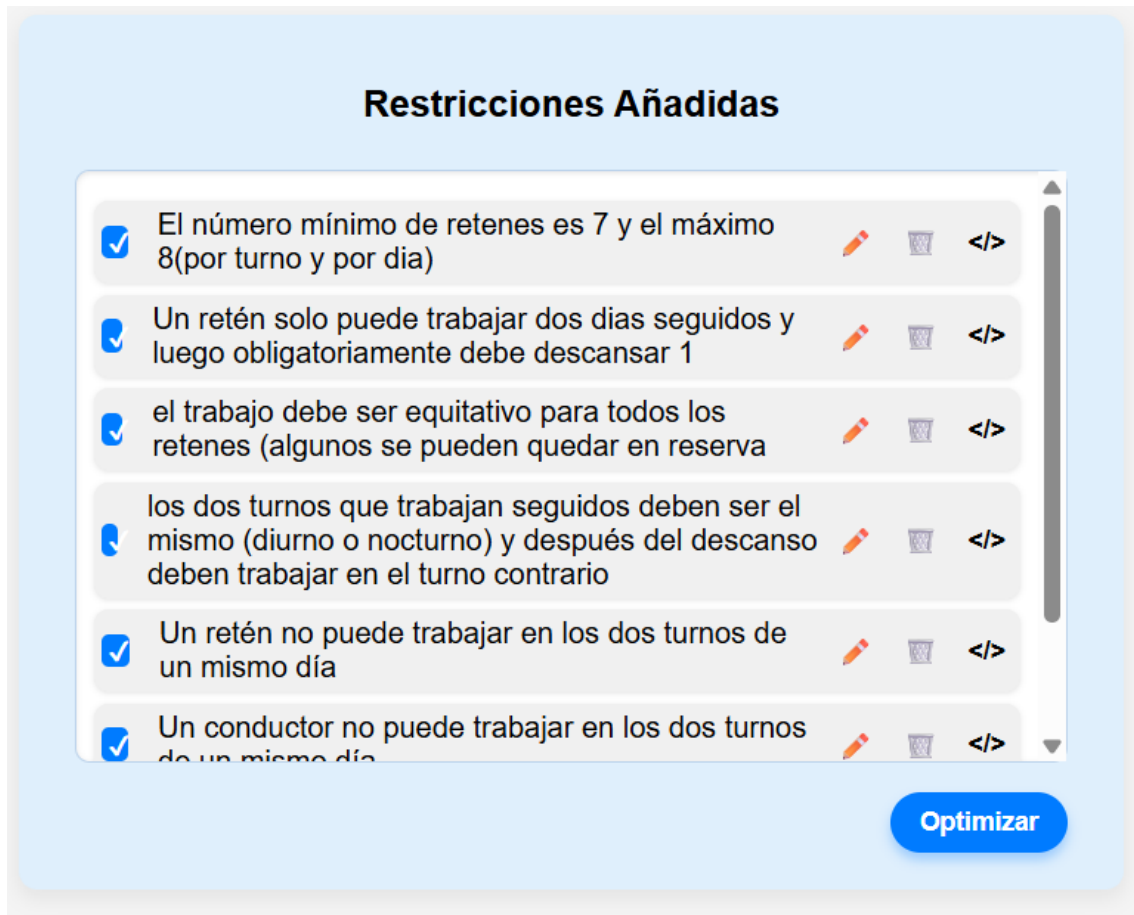 Restricciones Añadidas
El número mínimo de retenes es 7 y el máximo
8(por turno y por dia)
</>
Un retén solo puede trabajar dos dias seguidos y
luego obligatoriamente debe descansar 1
</>
el trabajo debe ser equitativo para todos los
retenes (algunos se pueden quedar en reserva
</>
los dos turnos que trabajan seguidos deben ser el
mismo (diurno o nocturno) y después del descanso
deben trabajar en el turno contrario
</>
Un retén no puede trabajar en los dos turnos de
un mismo día
</>
Un conductor no puede trabajar en los dos turnos
de un mismo día
</>
Optimizar